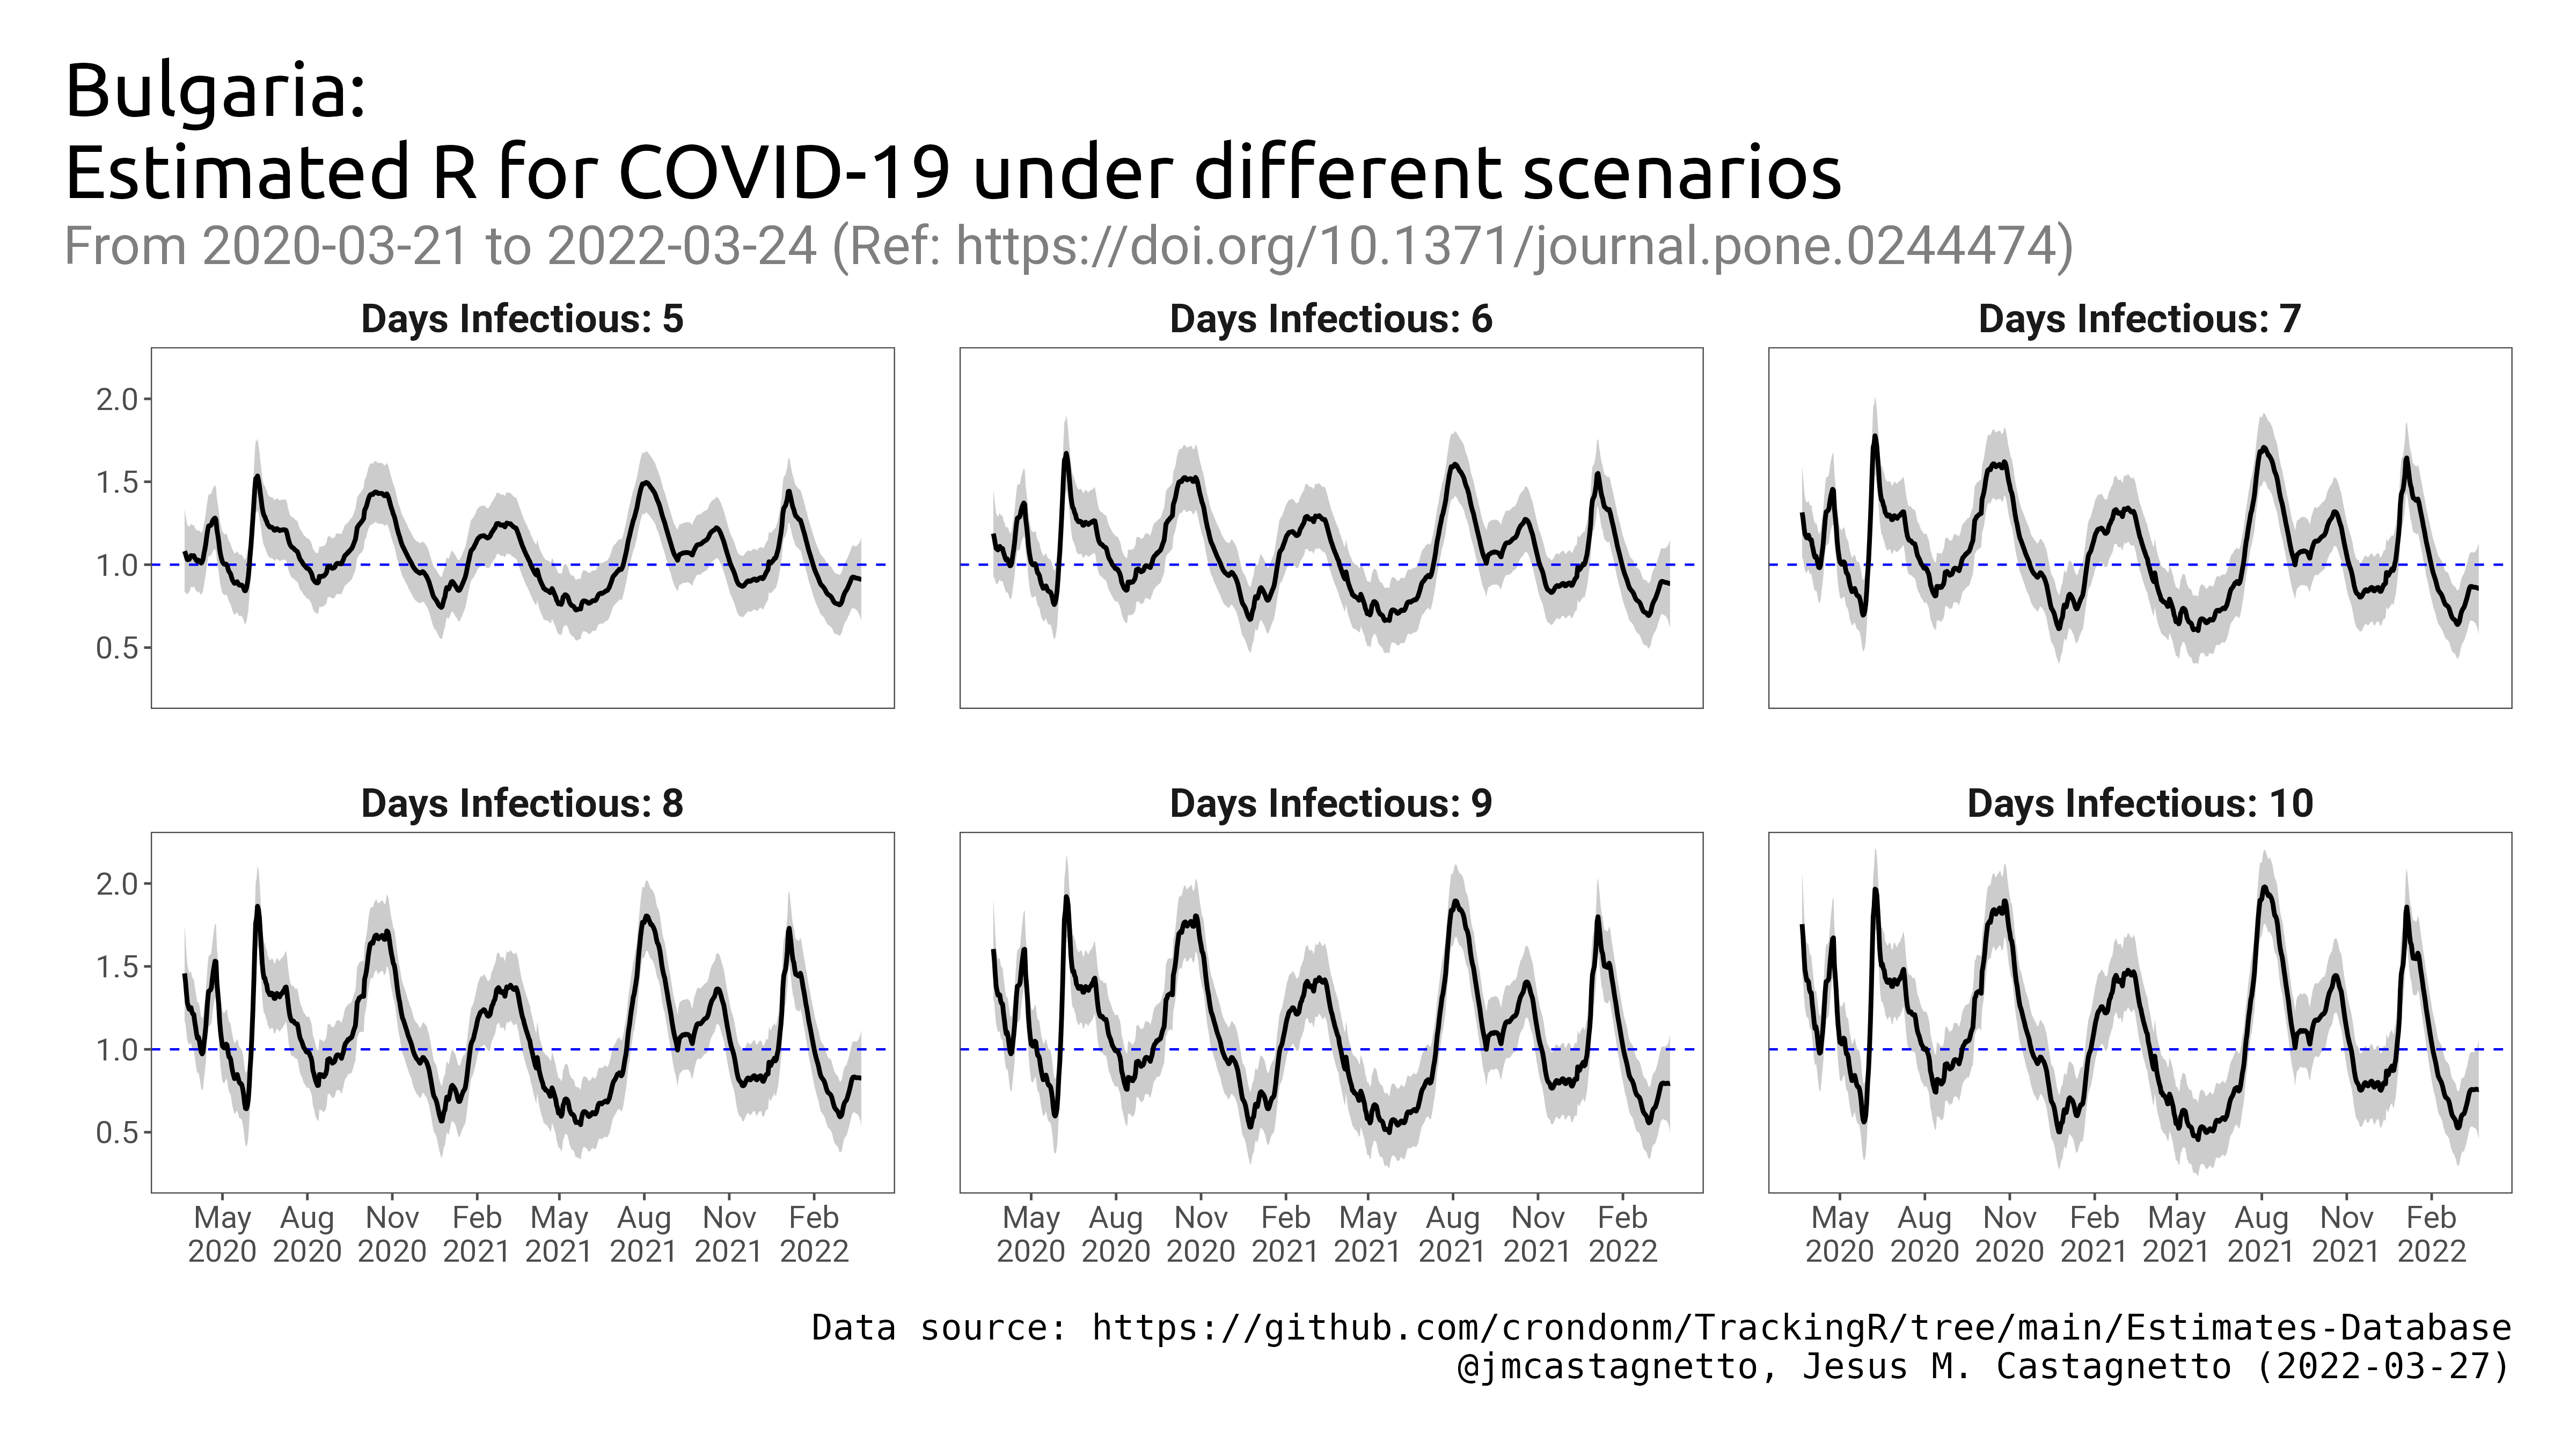 Bulgaria:
Estimated R for COVID-19 under different scenarios
From 2020-03-21 to 2022-03-24 (Ref: https://doi.org/10.1371/journal.pone.0244474)
Days Infectious: 5
Days Infectious: 6
Days Infectious: 7
2.0
1.5
1.0
0.5
Days Infectious: 8
Days Infectious: 9
Days Infectious: 10
2.0
1.5
1.0
0.5
May Aug Nov Feb May Aug Nov Feb
2020 2020 2020 2021 2021 2021 2021 2022
May Aug Nov Feb May Aug Nov Feb
2020 2020 2020 2021 2021 2021 2021 2022
May Aug Nov Feb May Aug Nov Feb
2020 2020 2020 2021 2021 2021 2021 2022
Data source: https://github.com/crondonm/TrackingR/tree/main/Estimates-Database
@jmcastagnetto, Jesus M. Castagnetto (2022-03-27)